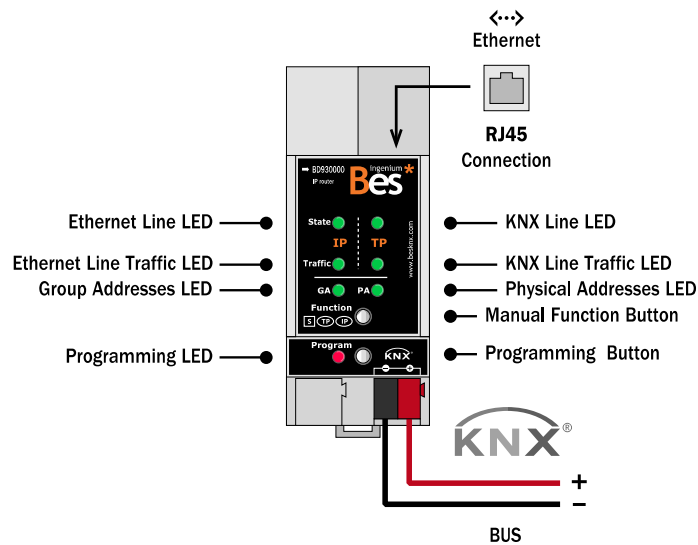 <···>
Ethernet
RJ45
Connection
➡ BD930000
IP router
Ingenium
Bes*
www.besknx.com
State
IP
TP
Traffic
GA
PA
Function
S TP IP
Program
KNX
− +
Ethernet Line LED
Ethernet Line Traffic LED
Group Addresses LED
Programming LED
KNX Line LED
KNX Line Traffic LED
Physical Addresses LED
Manual Function Button
Programming Button
KNX®
+
−
BUS